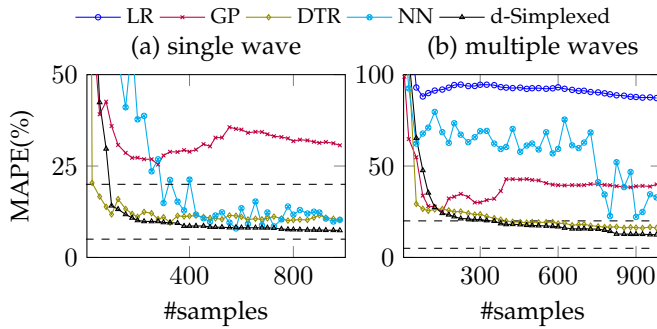 LR GP DTR NN d-Simplexed
(a) single wave (b) multiple waves
MAPE(%)
50 100
25 50
0 0
400 800 300 600 900
#samples #samples